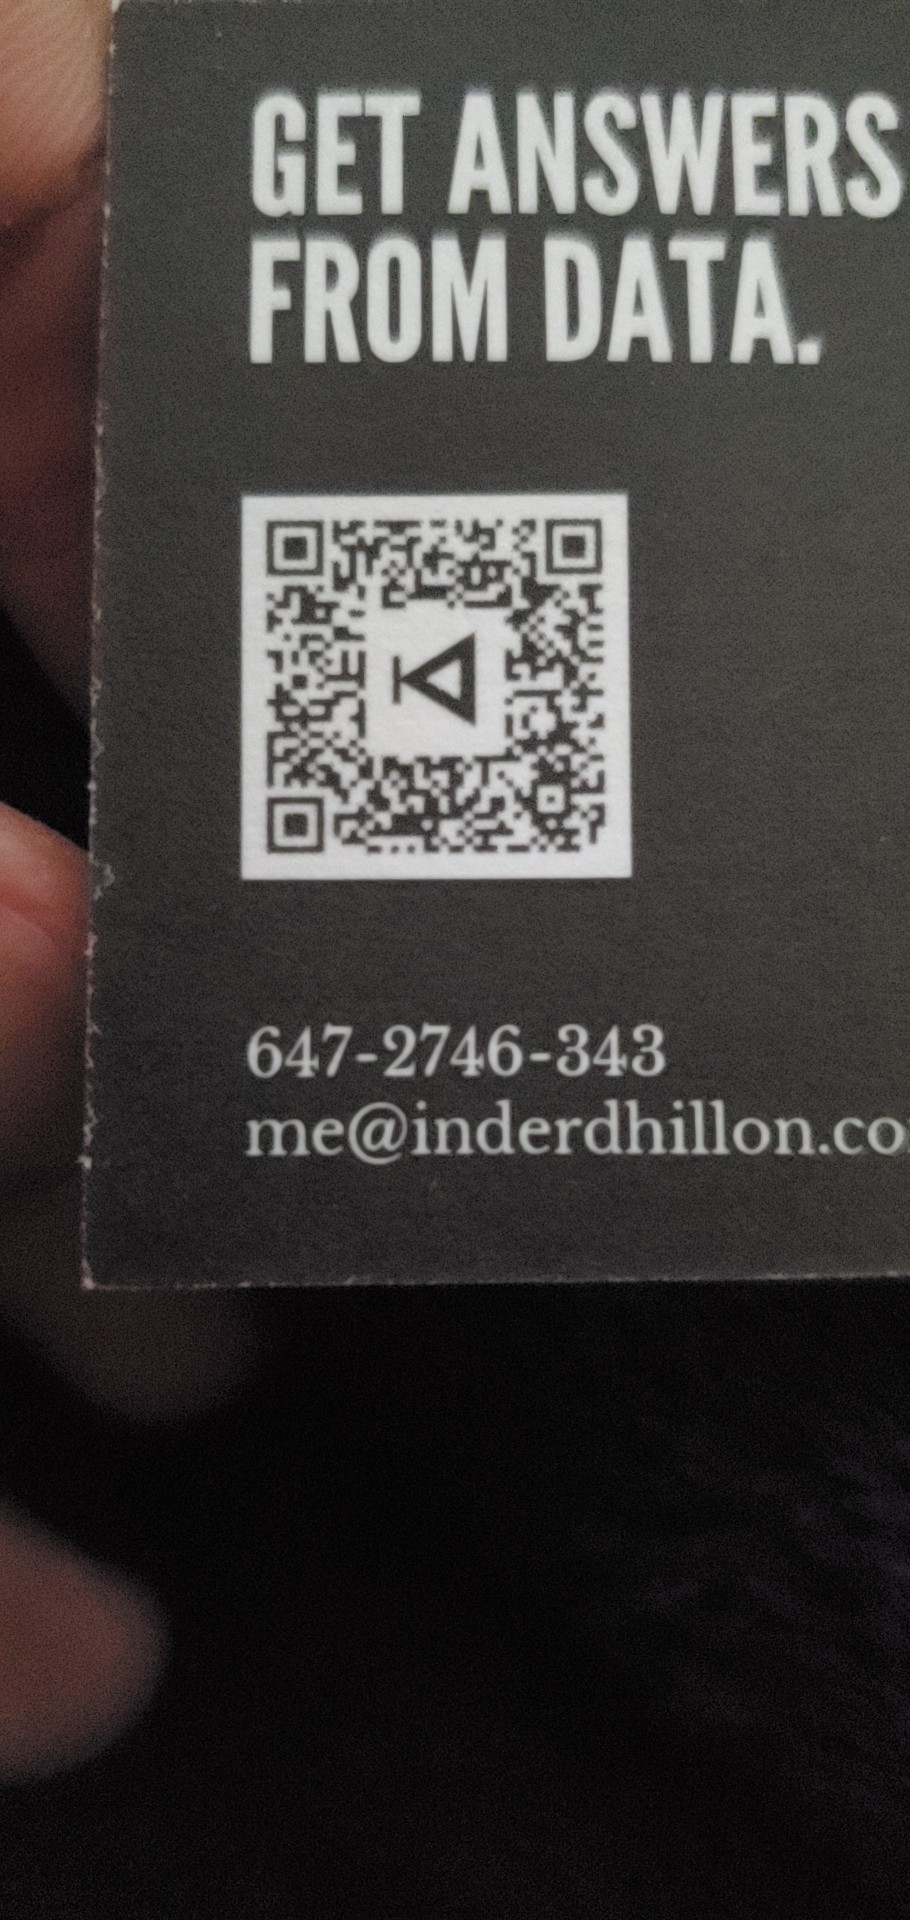 GET ANSWERS
FROM DATA.
647-2746-343
me@inderdhillon.co